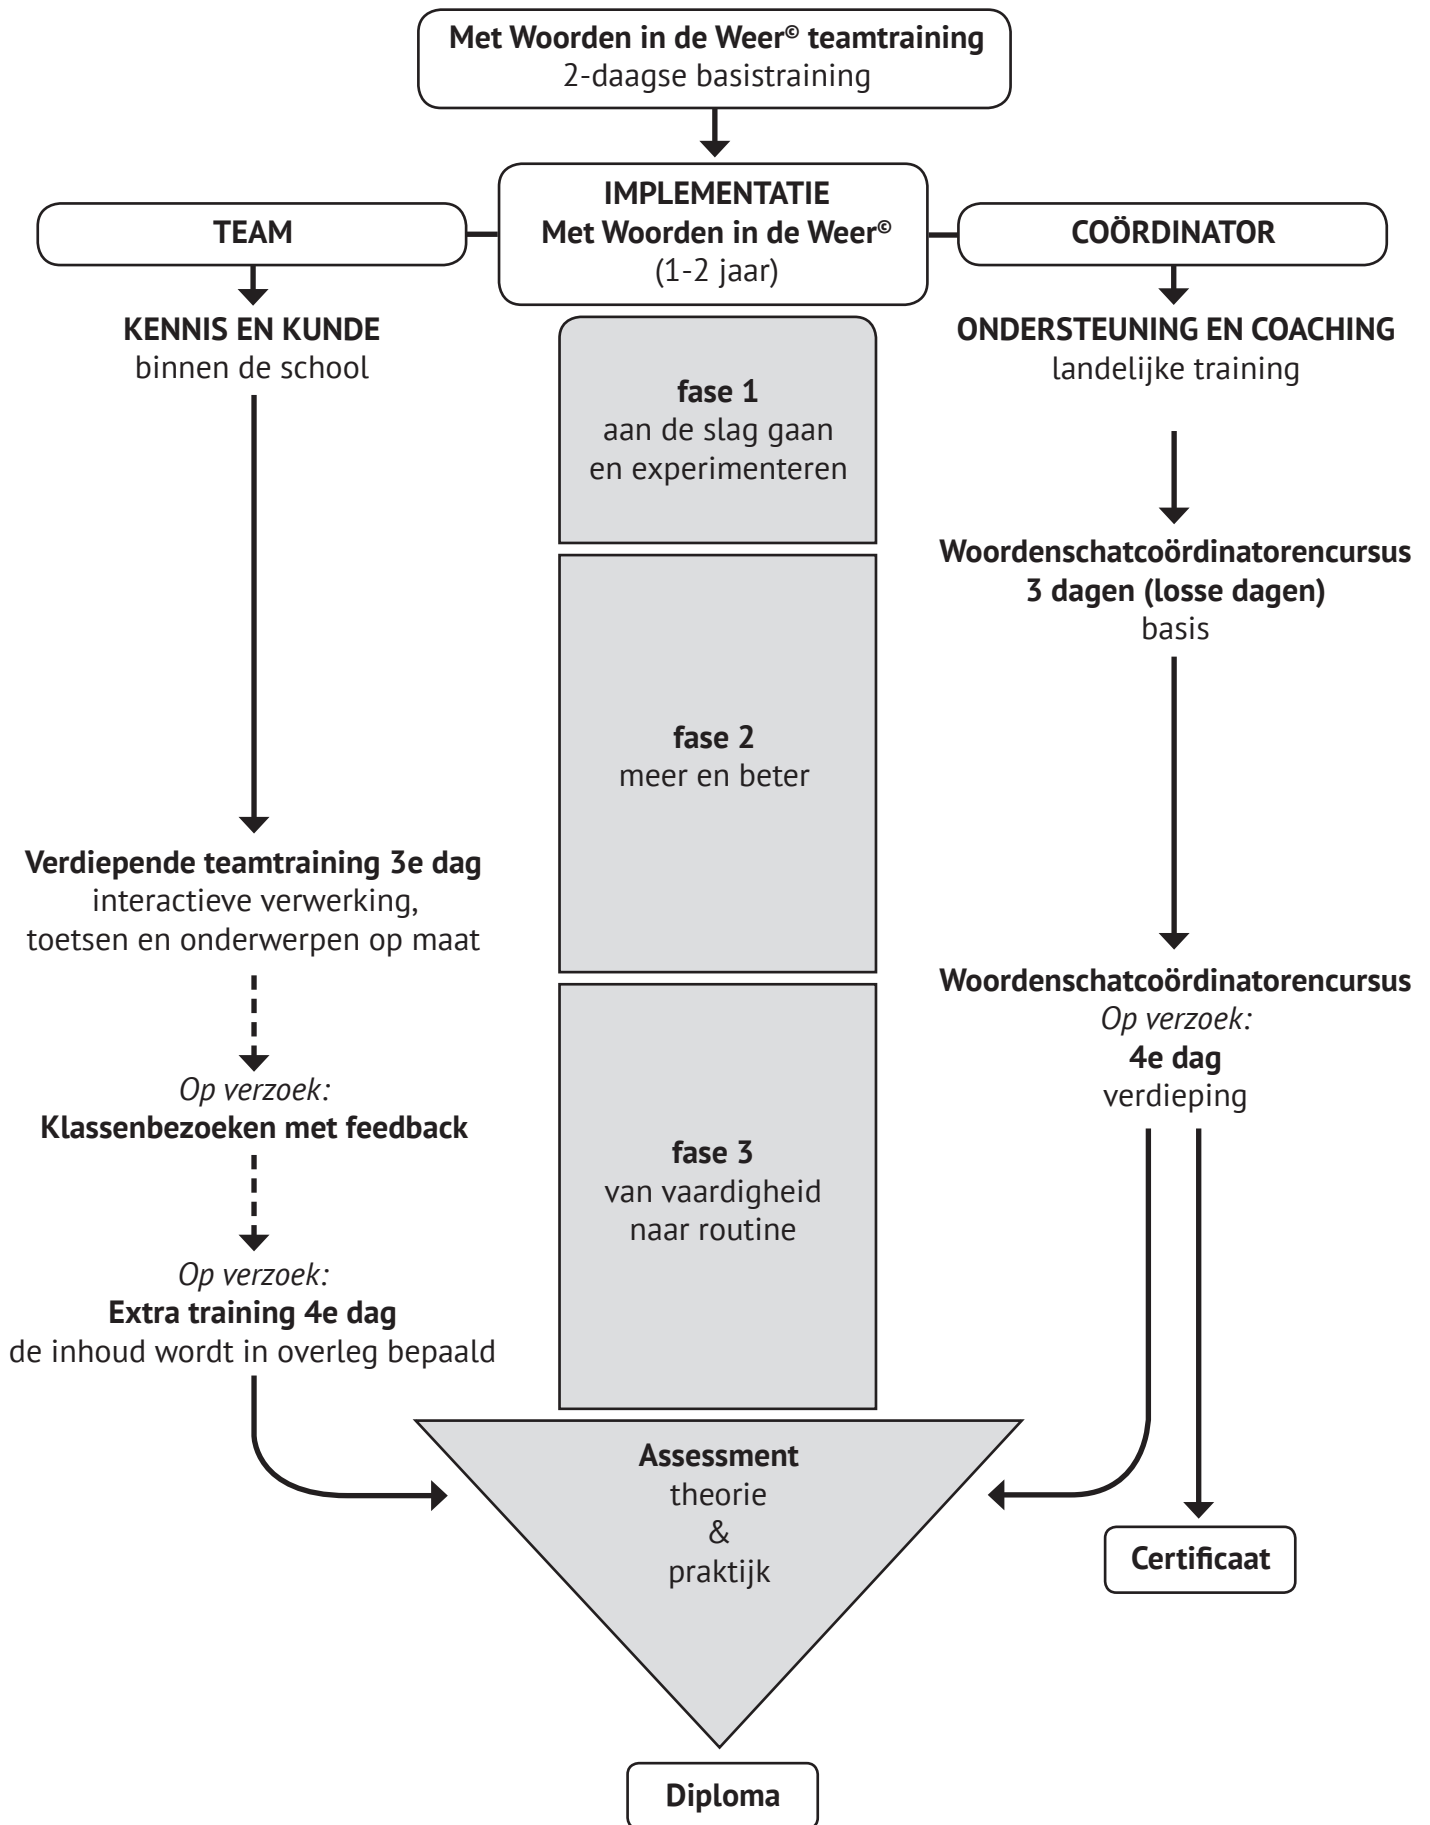 Met Woorden in de Weer© teamtraining
2-daagse basistraining
IMPLEMENTATIE
Met Woorden in de Weer©
(1-2 jaar)
TEAM
KENNIS EN KUNDE
binnen de school
Verdiepende teamtraining 3e dag
interactieve verwerking,
toetsen en onderwerpen op maat
Op verzoek:
Klassenbezoeken met feedback
Op verzoek:
Extra training 4e dag
de inhoud wordt in overleg bepaald
fase 1
aan de slag gaan
en experimenteren
fase 2
meer en beter
fase 3
van vaardigheid
naar routine
COÖRDINATOR
ONDERSTEUNING EN COACHING
landelijke training
Woordenschatcoördinatorencursus
3 dagen (losse dagen)
basis
Woordenschatcoördinatorencursus
Op verzoek:
4e dag
verdieping
Assessment
theorie
&
praktijk
Certificaat
Diploma